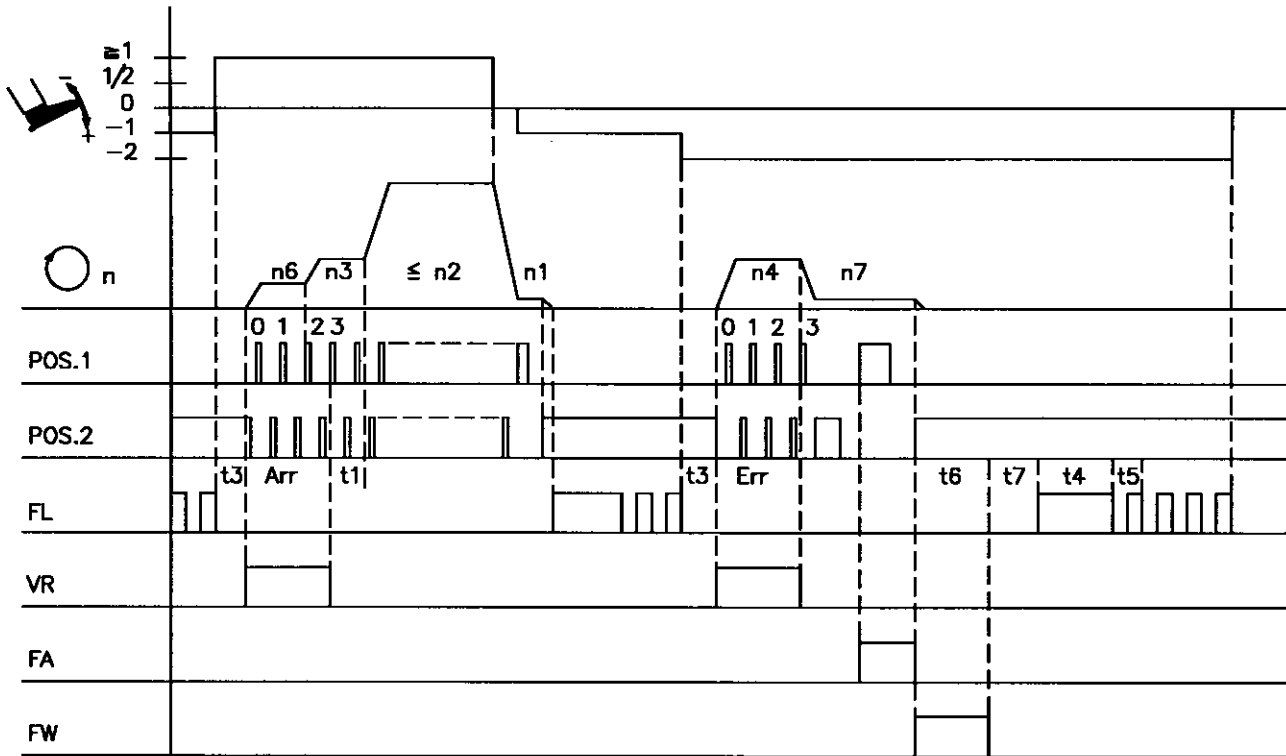 ≧1
1/2
0
−1
−2
−
+
n
n6 n3 ≦ n2 n1 n4 n7
0 1 2 3 0 1 2 3
POS.1
POS.2
t3 Arr t1 t3 Err t6 t7 t4 t5
FL
VR
FA
FW